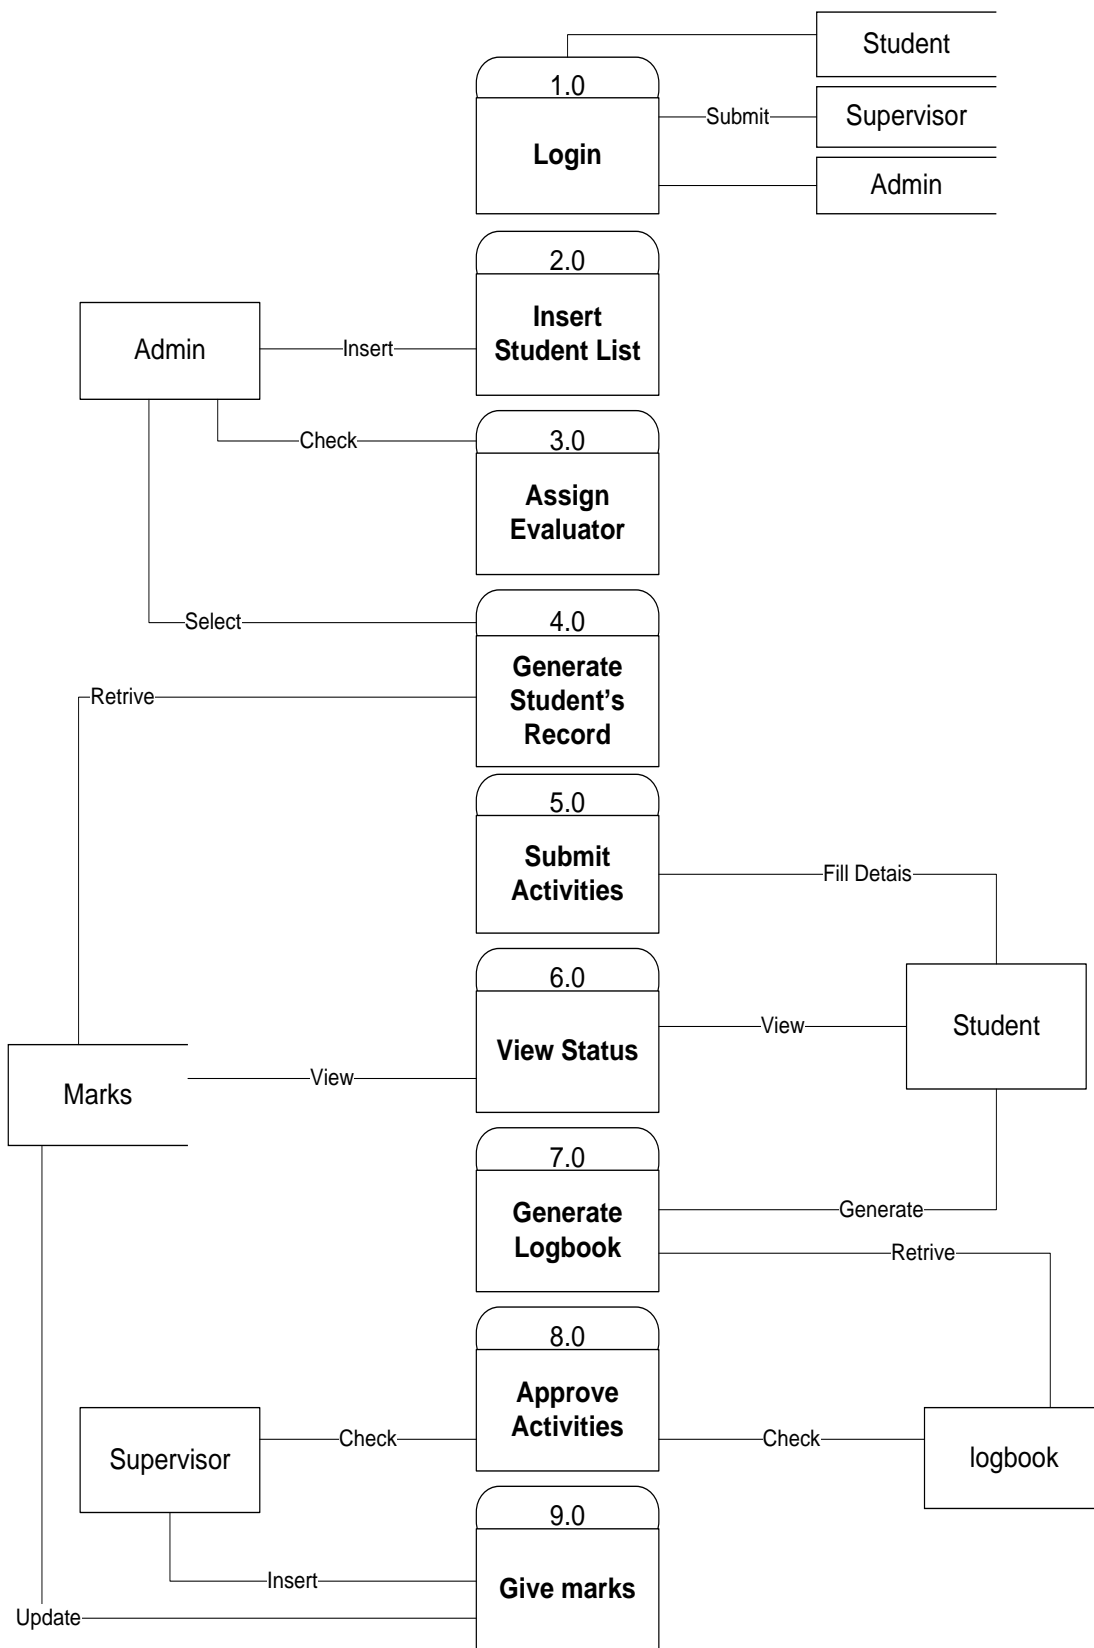 Student
1.0
Submit
Supervisor
Login
Admin
2.0
Insert
Student List
Admin
Insert
3.0
Check
Assign
Evaluator
4.0
Select
Generate
Student’s
Record
Retrive
5.0
Submit
Activities
Fill Detais
6.0
View
Student
View Status
View
Marks
7.0
Generate
Logbook
Generate
Retrive
8.0
Approve
Activities
Check
Check
Supervisor
logbook
9.0
Insert
Give marks
Update